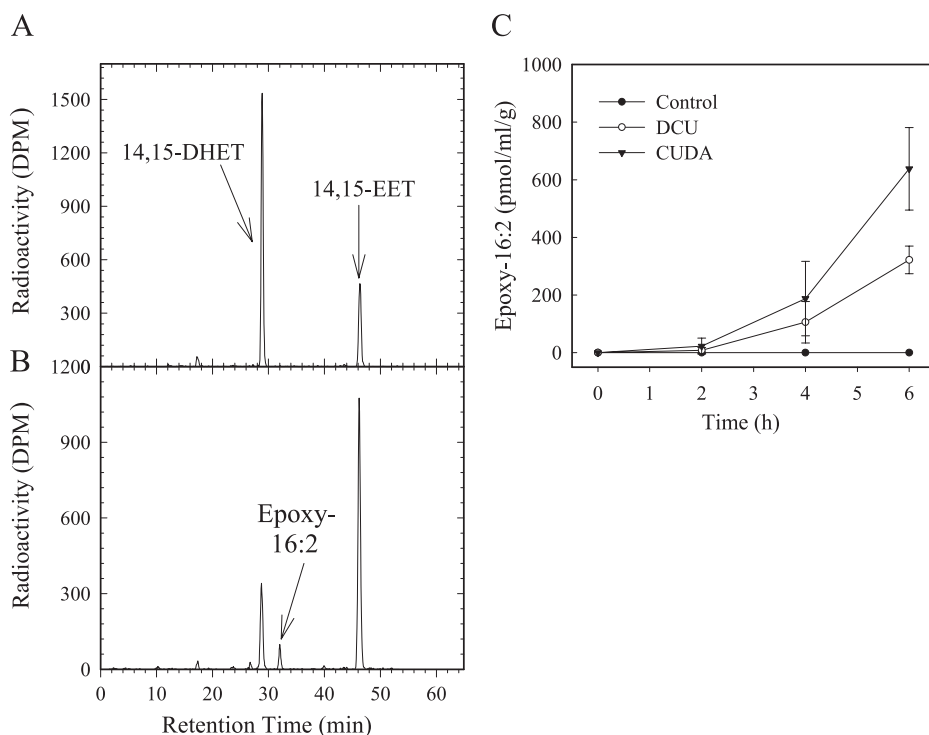 A
Radioactivity (DPM)
1500
1200
900
600
300
14,15-DHET
14,15-EET
B
Radioactivity (DPM)
1200
900
600
300
0
Epoxy-
16:2
0 10 20 30 40 50 60
Retention Time (min)
C
Epoxy-16:2 (pmol/ml/g)
1000
800
600
400
200
0
Control
DCU
CUDA
0 1 2 3 4 5 6
Time (h)